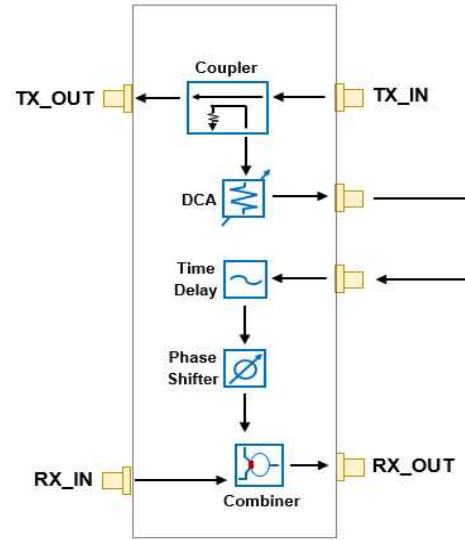 Coupler
TX_OUT
TX_IN
DCA
Time
Delay
Phase
Shifter
RX_IN
RX_OUT
Combiner